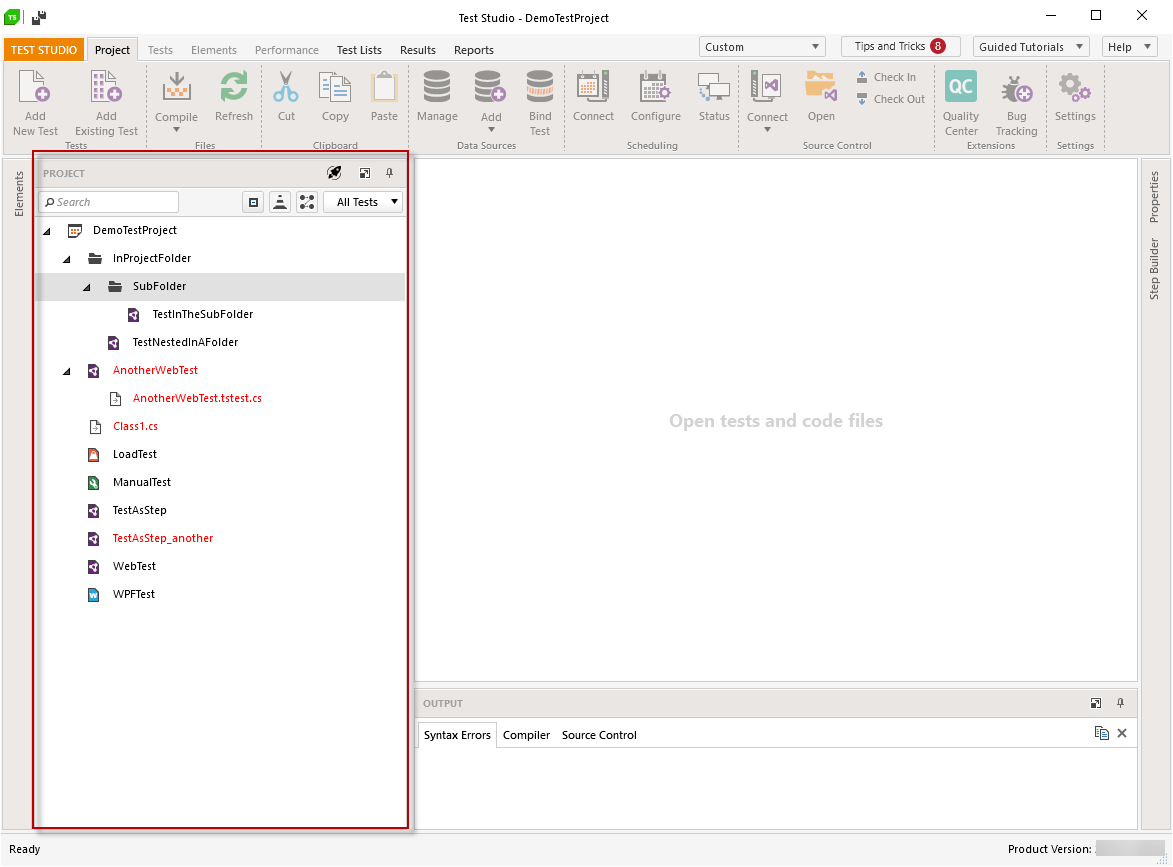 TS
Test Studio - DemoTestProject
TEST STUDIO
Project
Tests
Elements
Performance
Test Lists
Results
Reports
Custom
Tips and Tricks 8
Guided Tutorials
Help
Add
New Test
Add
Existing Test
Tests
Compile
Refresh
Files
Cut
Copy
Paste
Clipboard
Manage
Add
Bind
Test
Data Sources
Connect
Configure
Status
Scheduling
Connect
Open
Check In
Check Out
Source Control
QC
Quality
Center
Bug
Tracking
Extensions
Settings
Settings
Elements
PROJECT
Search
All Tests
DemoTestProject
InProjectFolder
SubFolder
TestInTheSubFolder
TestNestedInAFolder
AnotherWebTest
AnotherWebTest.tstest.cs
Class1.cs
LoadTest
ManualTest
TestAsStep
TestAsStep_another
WebTest
W
WPFTest
Open tests and code files
Properties
Step Builder
OUTPUT
Syntax Errors
Compiler
Source Control
Ready
Product Version: